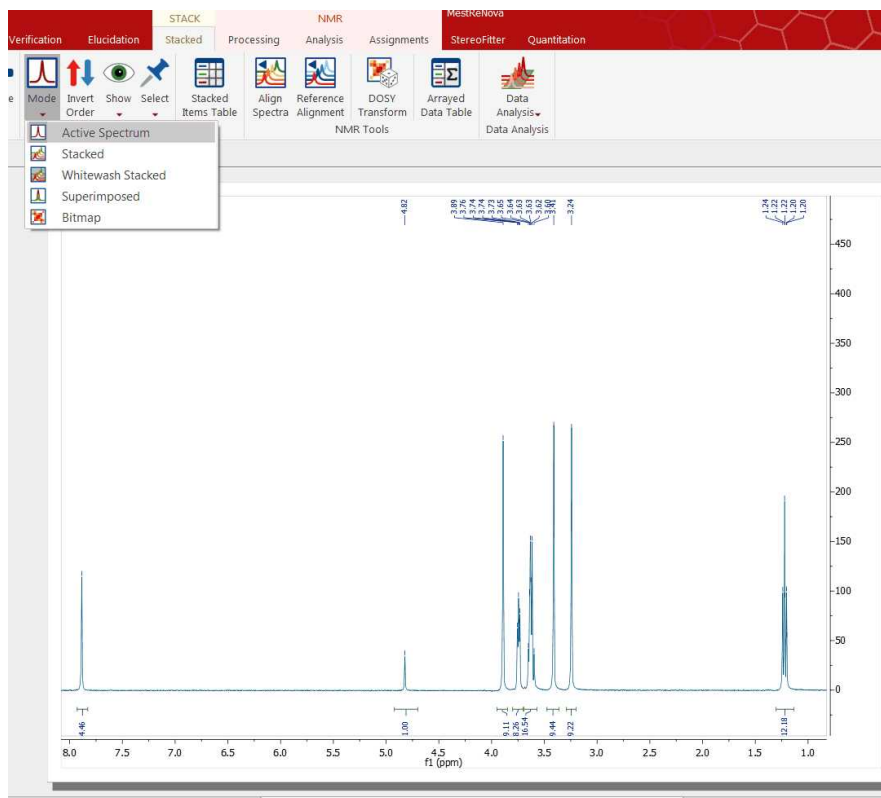 STACK NMR MestReNova
Verification Elucidation Stacked Processing Analysis Assignments StereoFitter Quantitation
e Mode Invert Order Show Select Stacked Items Table Align Spectra Reference Alignment DOSY Transform Arrayed Data Table Data Analysis
NMR Tools Data Analysis
Active Spectrum
Stacked
Whitewash Stacked
Superimposed
Bitmap
4.82 3.89 3.76 3.74 3.74 3.73 3.65 3.64 3.63 3.63 3.62 3.60 3.41 3.24 1.24 1.22 1.22 1.20 1.20
450
400
350
300
250
200
150
100
50
0
4.46 1.00 9.11 8.26 16.54 9.44 9.22 12.18
8.0 7.5 7.0 6.5 6.0 5.5 5.0 4.5 4.0 3.5 3.0 2.5 2.0 1.5 1.0
f1 (ppm)